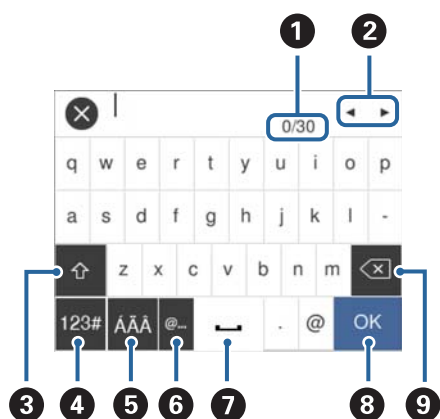 1 2
0/30
q w e r t y u i o p
a s d f g h j k l -
z x c v b n m
123# ÁÃÂ @... . @ OK
3 4 5 6 7 8 9